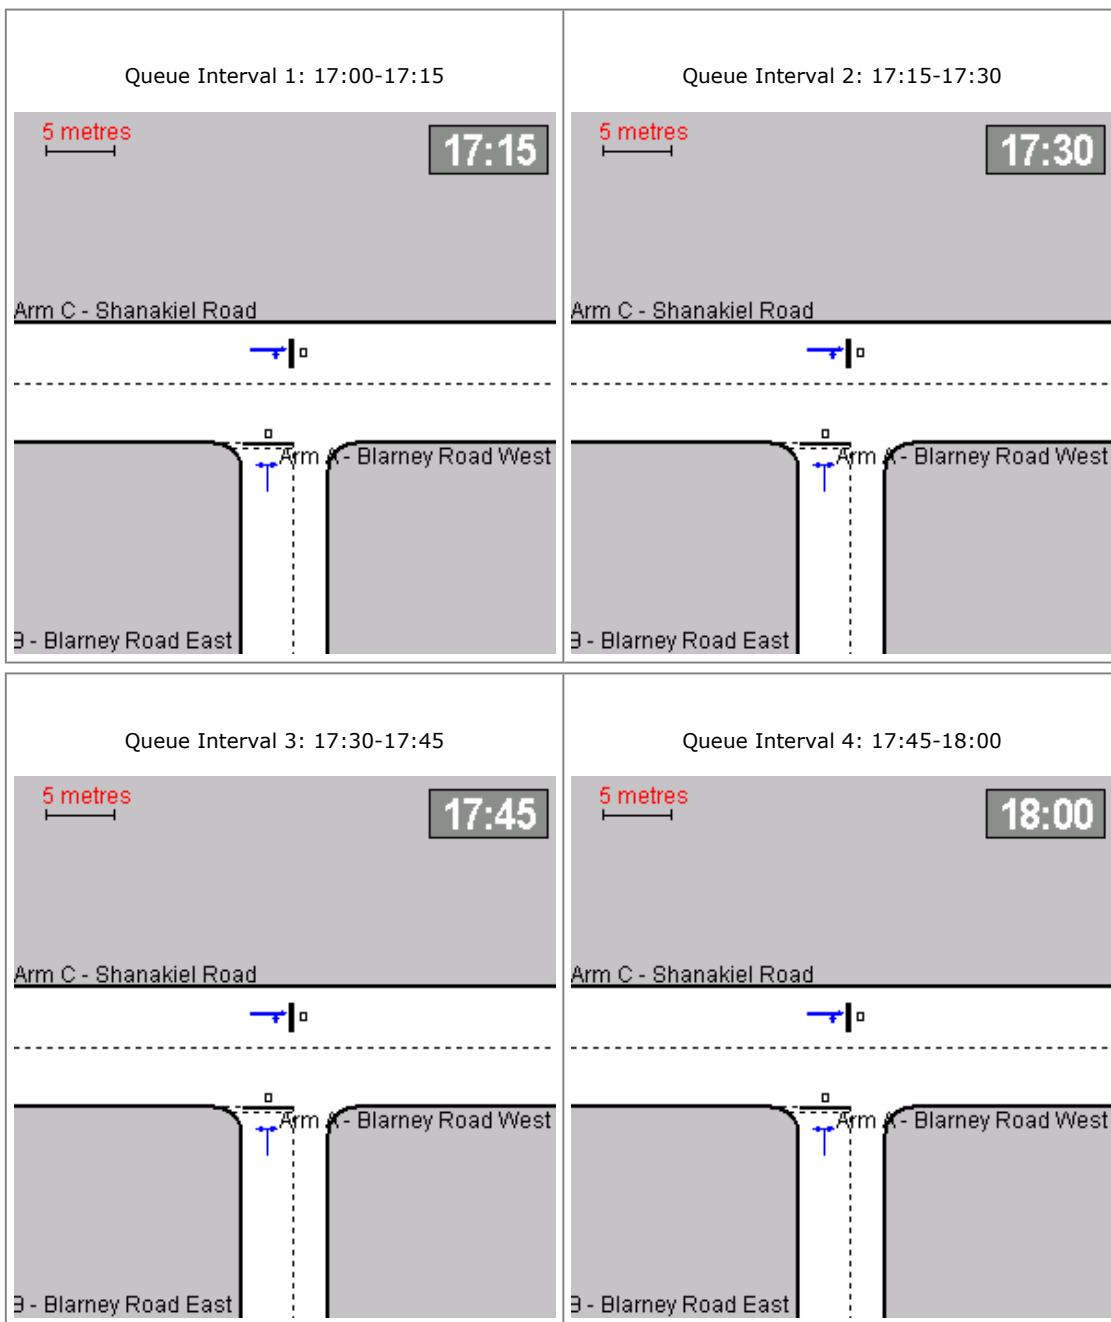 Queue Interval 1: 17:00-17:15
5 metres
17:15
Arm C - Shanakiel Road
Arm A - Blarney Road West
B - Blarney Road East
Queue Interval 2: 17:15-17:30
5 metres
17:30
Arm C - Shanakiel Road
Arm A - Blarney Road West
B - Blarney Road East
Queue Interval 3: 17:30-17:45
5 metres
17:45
Arm C - Shanakiel Road
Arm A - Blarney Road West
B - Blarney Road East
Queue Interval 4: 17:45-18:00
5 metres
18:00
Arm C - Shanakiel Road
Arm A - Blarney Road West
B - Blarney Road East